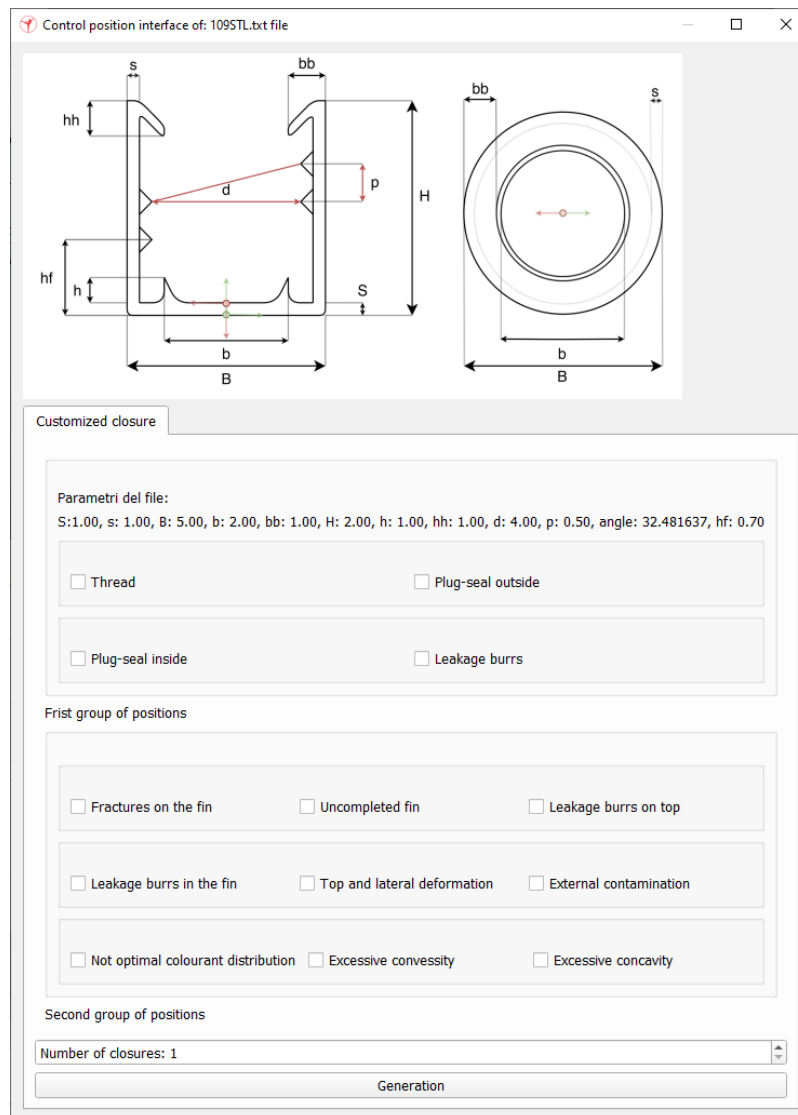 Control position interface of: 109STL.txt file
s bb bb s
hh
d p H
hf
h S
b b
B B
Customized closure
Parametri del file:
S:1.00, s: 1.00, B: 5.00, b: 2.00, bb: 1.00, H: 2.00, h: 1.00, hh: 1.00, d: 4.00, p: 0.50, angle: 32.481637, hf: 0.70
Thread Plug-seal outside
Plug-seal inside Leakage burrs
Frist group of positions
Fractures on the fin Uncompleted fin Leakage burrs on top
Leakage burrs in the fin Top and lateral deformation External contamination
Not optimal colourant distribution Excessive convessity Excessive concavity
Second group of positions
Number of closures: 1
Generation